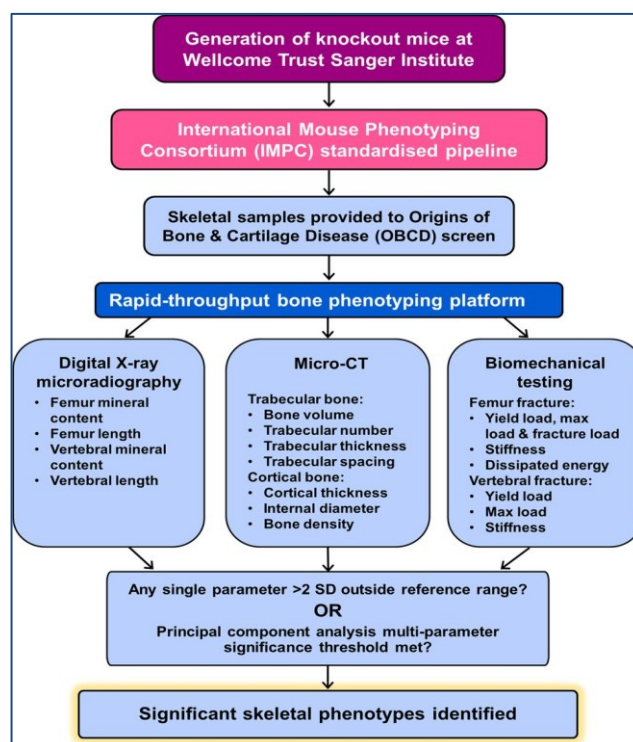 Generation of knockout mice at
Wellcome Trust Sanger Institute
International Mouse Phenotyping
Consortium (IMPC) standardised pipeline
Skeletal samples provided to Origins of
Bone & Cartilage Disease (OBCD) screen
Rapid-throughput bone phenotyping platform
Digital X-ray
microradiography
• Femur mineral
content
• Femur length
• Vertebral mineral
content
• Vertebral length
Micro-CT
Trabecular bone:
• Bone volume
• Trabecular number
• Trabecular thickness
• Trabecular spacing
Cortical bone:
• Cortical thickness
• Internal diameter
• Bone density
Biomechanical
testing
Femur fracture:
• Yield load, max
load & fracture load
• Stiffness
• Dissipated energy
Vertebral fracture:
• Yield load
• Max load
• Stiffness
Any single parameter >2 SD outside reference range?
OR
Principal component analysis multi-parameter
significance threshold met?
Significant skeletal phenotypes identified